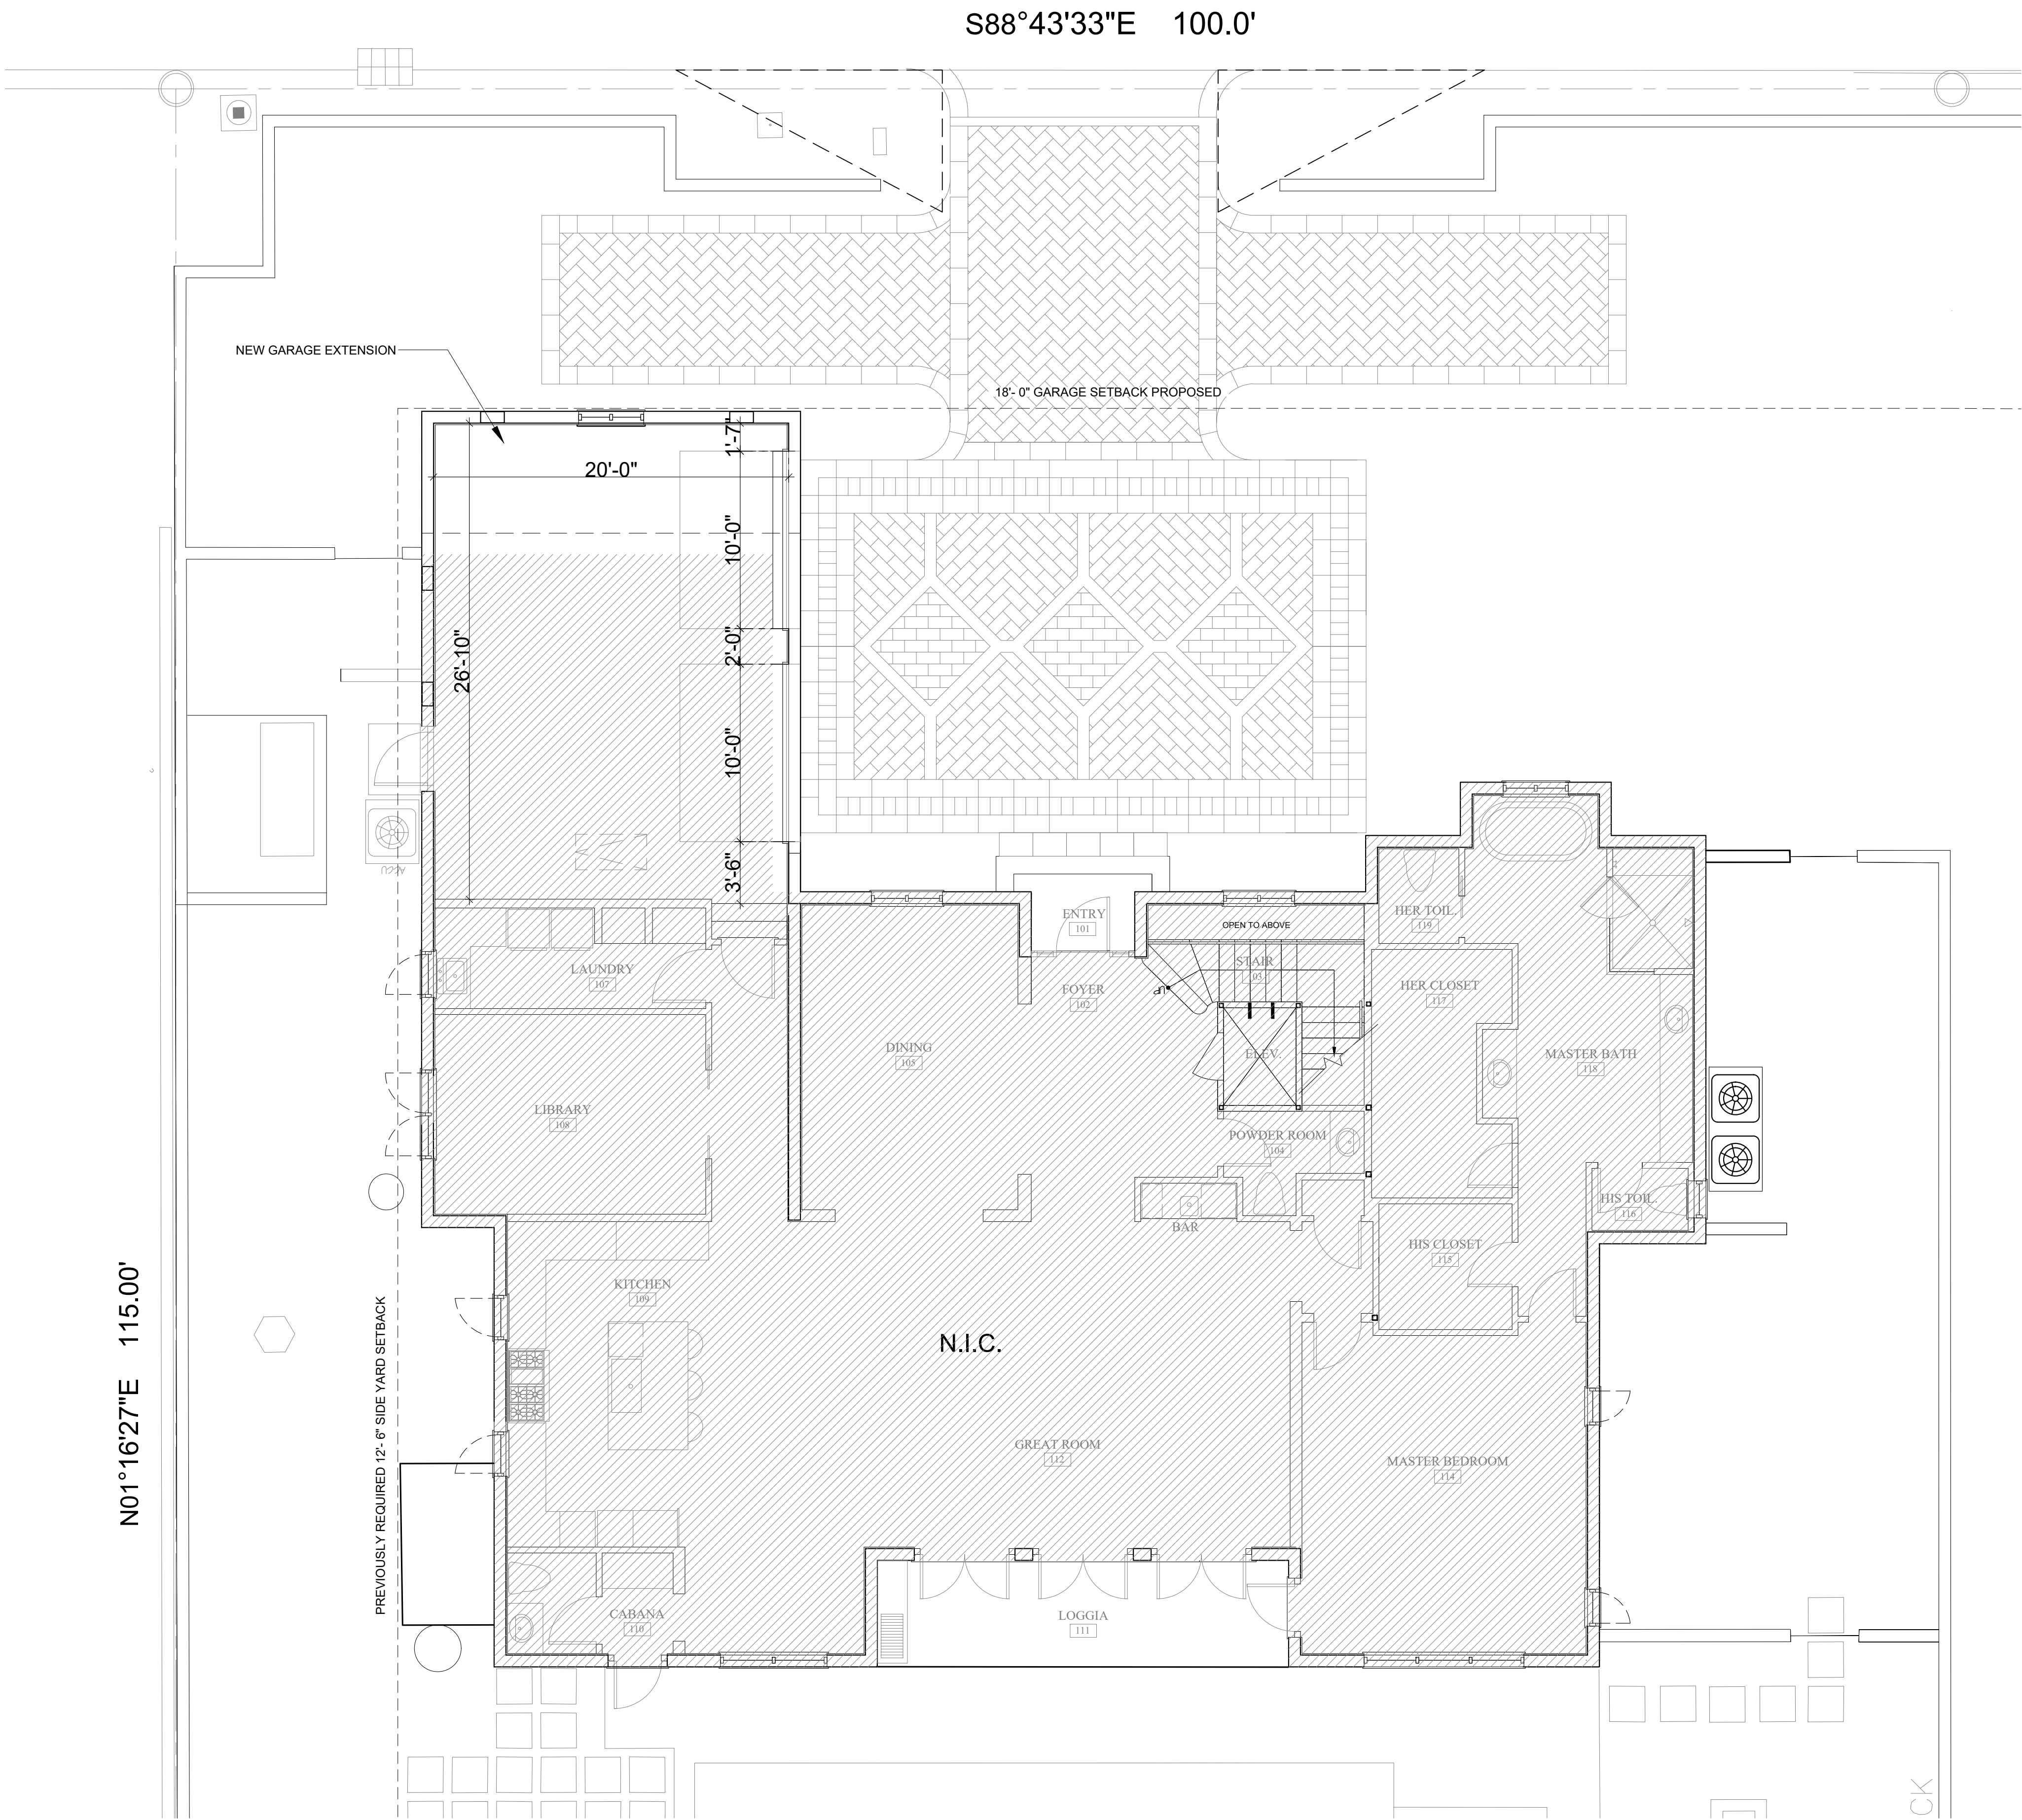 S88°43'33"E 100.0'
NEW GARAGE EXTENSION
18'- 0" GARAGE SETBACK PROPOSED
1'-7"
20'-0"
10'-0"
2'-0"
26'-10"
10'-0"
3'-6"
ACCU
ENTRY
101
OPEN TO ABOVE
HER TOIL.
119
LAUNDRY
107
FOYER
102
STAIR
03
up
HER CLOSET
117
DINING
105
ELEV.
MASTER BATH
118
LIBRARY
108
POWDER ROOM
104
BAR
HIS TOIL.
116
HIS CLOSET
115
KITCHEN
109
N.I.C.
N01°16'27"E 115.00'
PREVIOUSLY REQUIRED 12'- 6" SIDE YARD SETBACK
GREAT ROOM
112
MASTER BEDROOM
114
CABANA
110
LOGGIA
111
CK